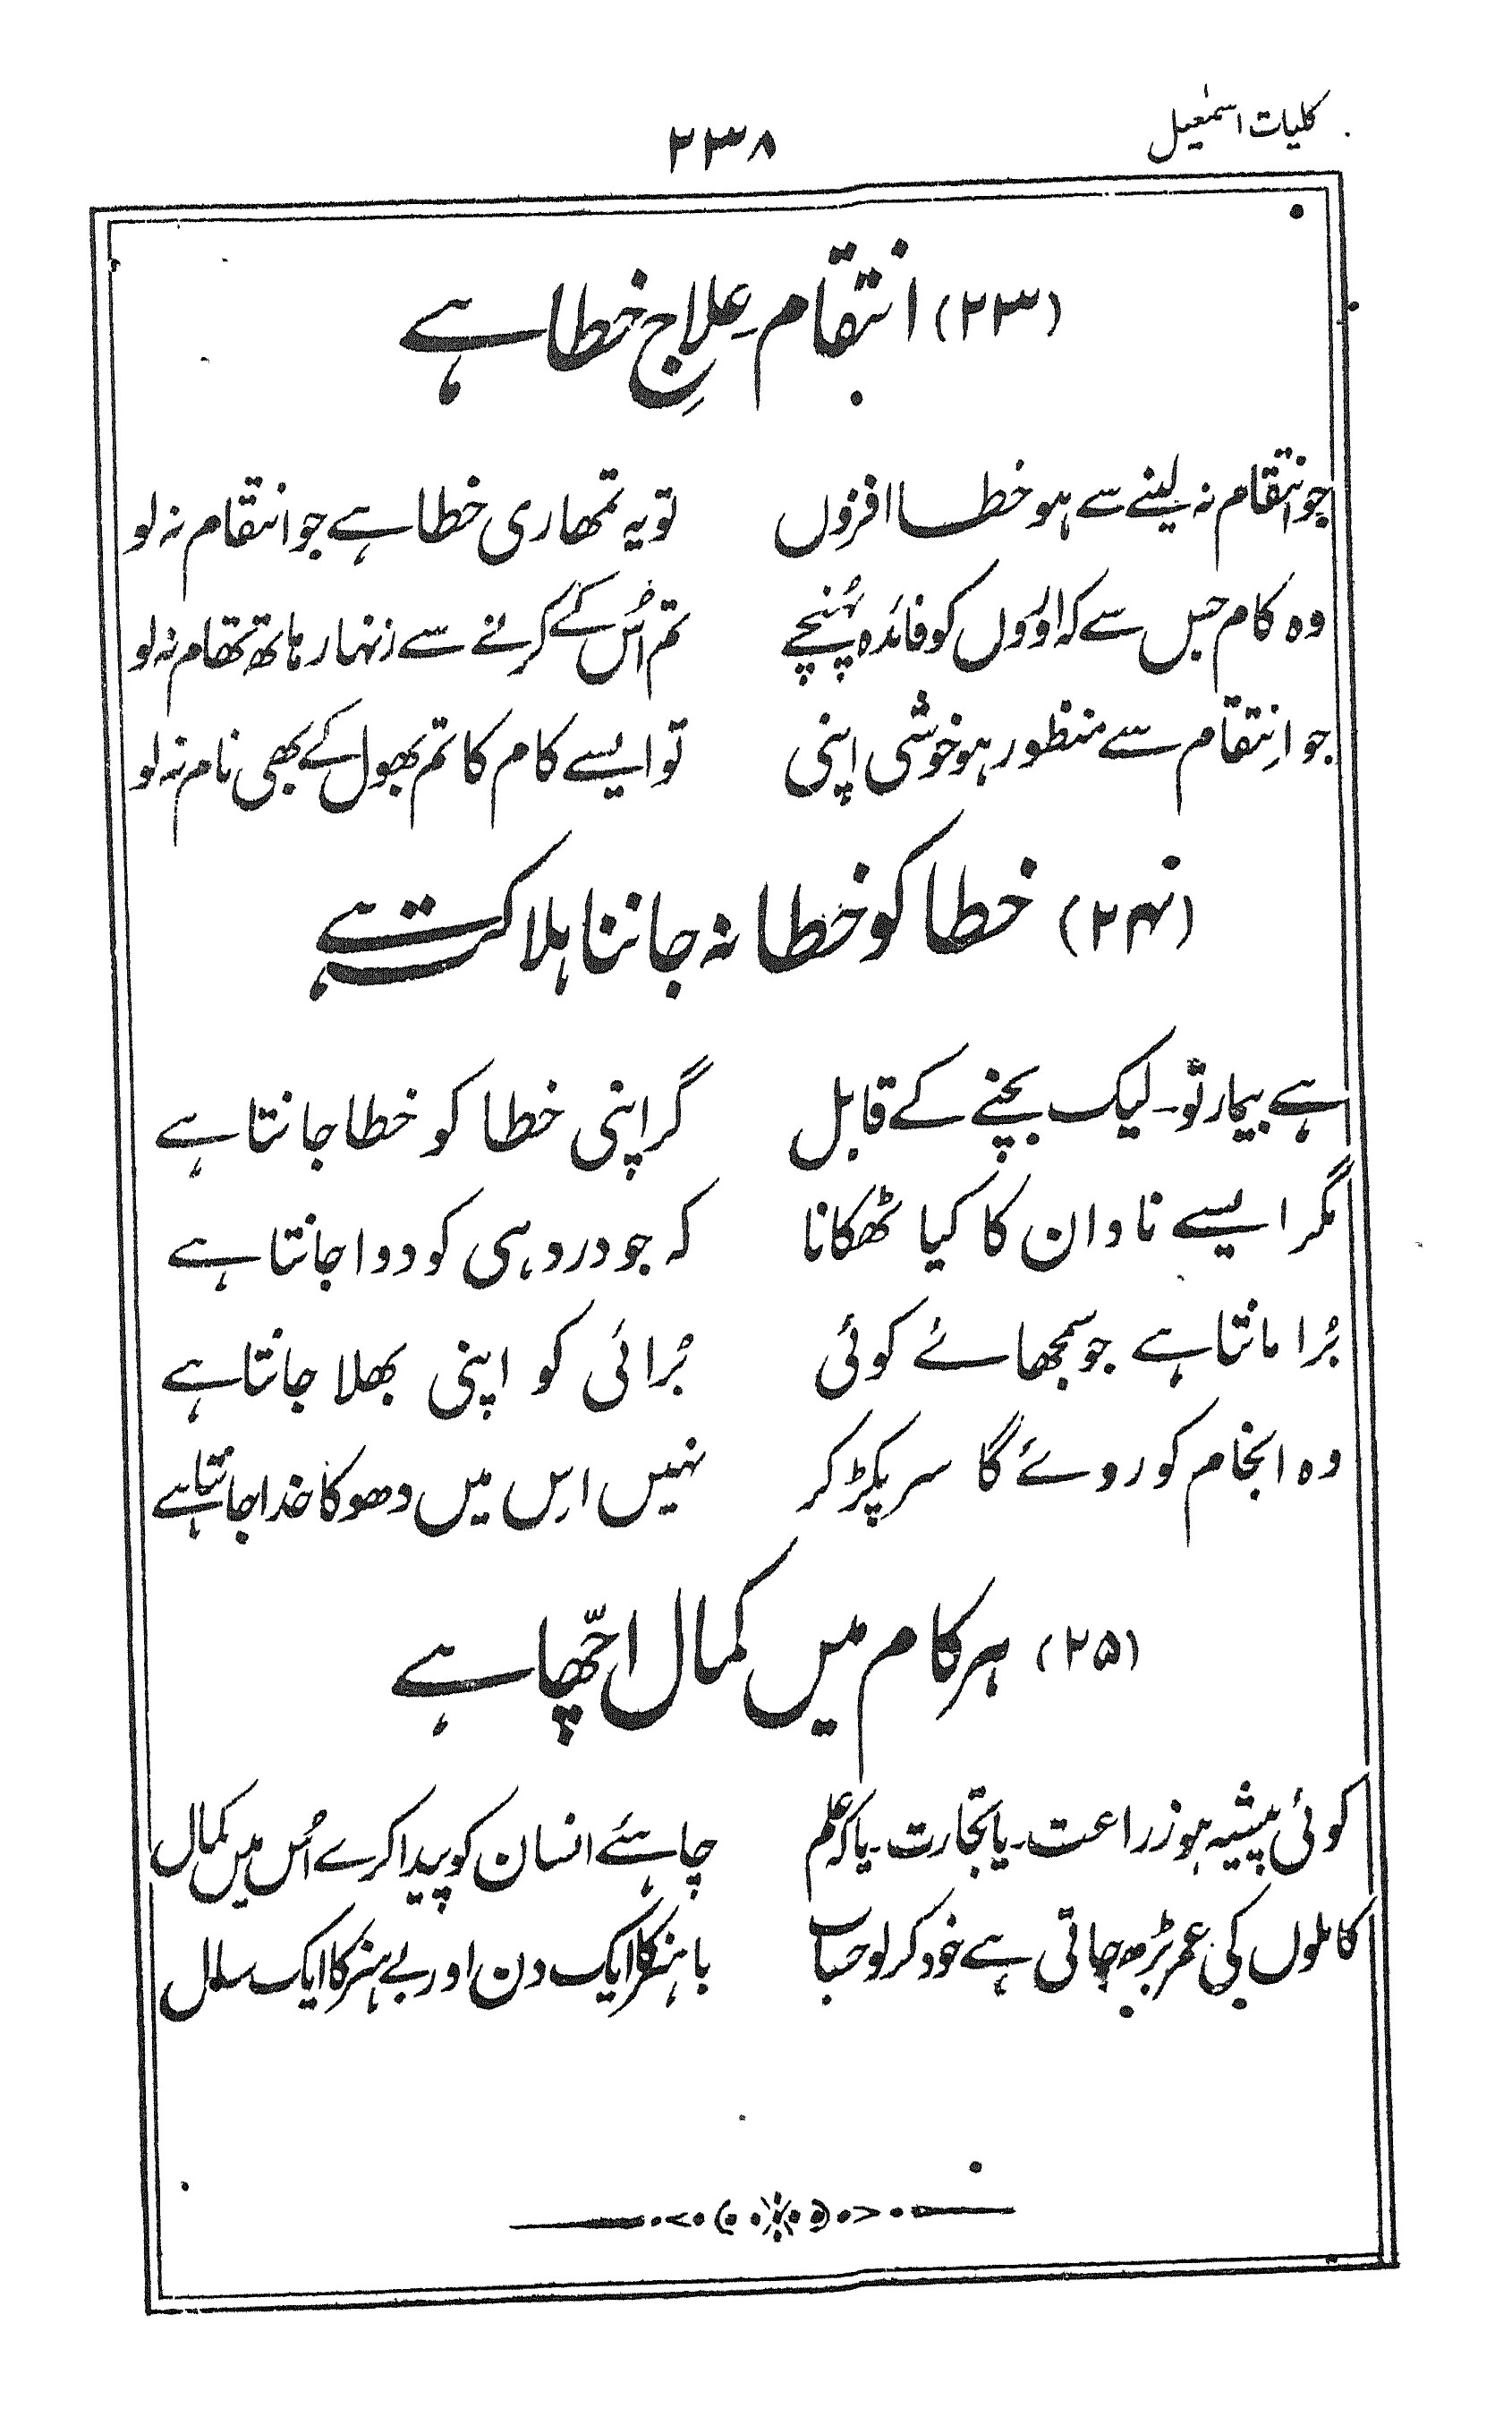 کلیات اسمٰعیل
۲۳۸
(۲۳) انتقام۔ علاجِ خطا ہے
جو انتقام نہ لینے سے ہو خطا افزوں تو یہ تمھاری خطا ہے جو انتقام نہ لو
وہ کام جس سے کہ اوروں کو فائدہ پہُنچے تم اُس کے کرنے سے زنہار ہاتھ تھام نہ لو
جو اِنتقام سے منظور ہو خوشی اپنی تو ایسے کام کا تم بھول کے بھی نام نہ لو
(۲۴) خطا کو خطا نہ جاننا ہلاکت ہے
ہے بیمار تو۔ لیک بچنے کے قابل گر اپنی خطا کو خطا جانتا ہے
مگر ایسے نادان کا کیا ٹھکانا کہ جو درد ہی کو دوا جانتا ہے
بُرا مانتا ہے جو سمجھائے کوئی بُرائی کو اپنی بھلا جانتا ہے
وہ انجام کو روئے گا سر پکڑ کر نہیں اِس میں دھوکا خدا جانتا ہے
(۲۵) ہر کام میں کمال اچّھا ہے
کوئی پیشہ ہو زراعت۔ یا تجارت۔ یا کہ علم چاہئے انسان کو پیدا کرے اُس میں کمال
کاملوں کی عمر بڑھ جاتی ہے خود کر لو حساب باہنر کا ایک دن اور بے ہنر کا ایک سال